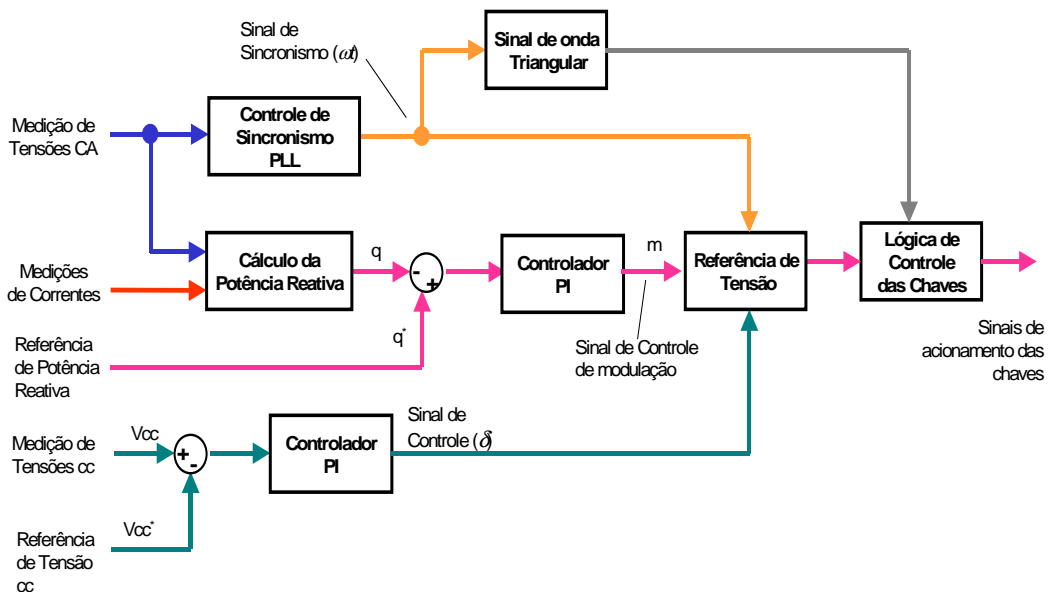 Sinal de
Sincronismo (ωt)
Sinal de onda
Triangular
Medição de
Tensões CA
Controle de
Sincronismo
PLL
Medições
de Correntes
Cálculo da
Potência Reativa
q
-
+
q*
Controlador
PI
m
Referência de
Tensão
Lógica de
Controle
das Chaves
Sinal de Controle
de modulação
Sinais de
acionamento das
chaves
Referência
de Potência
Reativa
Medição de
Tensões cc
Vcc
+
-
Controlador
PI
Sinal de
Controle (δ)
Vcc*
Referência
de Tensão
cc